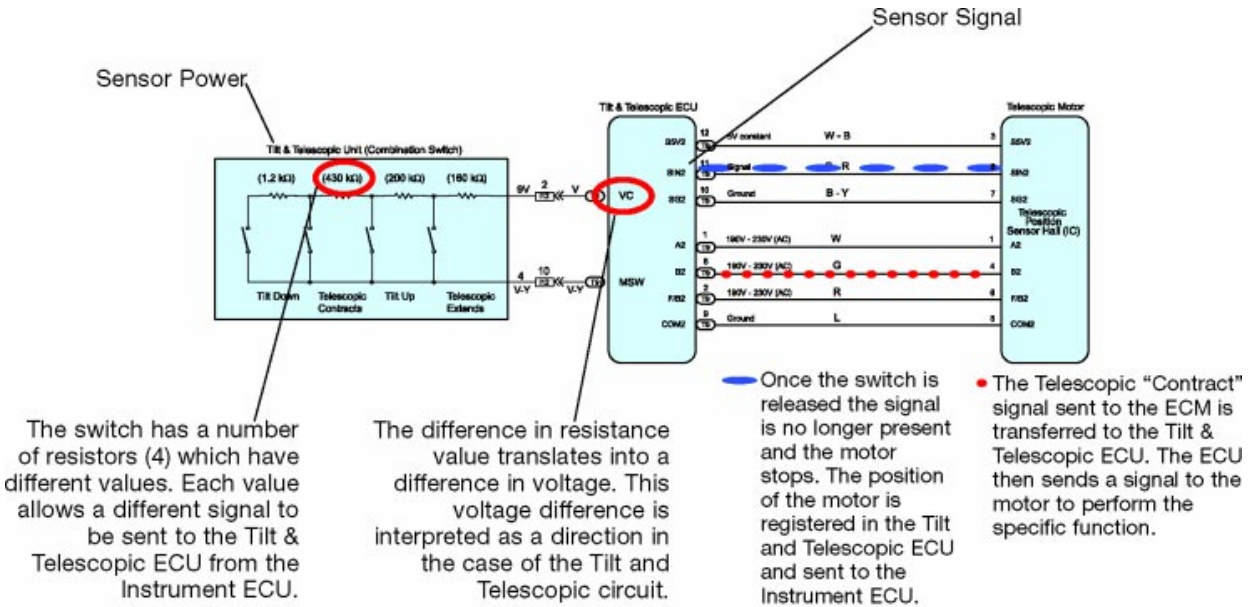 Sensor Signal
Sensor Power
Tilt & Telescopic Unit (Combination Switch)
(1.2 kΩ) (430 kΩ) (200 kΩ) (160 kΩ)
9V 2 V
4 10
V-Y V-Y
Tilt Down
Telescopic
Contracts
Tilt Up
Telescopic
Extends
Tilt & Telescopic ECU
VC
MSW
SIN2
SG2
A2
B2
F/B2
COM2
12 5V constant W - B 3
11 Signal R
10 Ground B - Y 7
1 190V - 230V (AC) W 1
190V - 230V (AC) G 4
2 190V - 230V (AC) R
9 Ground L
Telescopic Motor
SIN2
SG2
Telescopic
Position
Sensor Hall (IC)
A2
B2
F/B2
COM2
The switch has a number
of resistors (4) which have
different values. Each value
allows a different signal to
be sent to the Tilt &
Telescopic ECU from the
Instrument ECU.
The difference in resistance
value translates into a
difference in voltage. This
voltage difference is
interpreted as a direction in
the case of the Tilt and
Telescopic circuit.
Once the switch is
released the signal
is no longer present
and the motor
stops. The position
of the motor is
registered in the Tilt
and Telescopic ECU
and sent to the
Instrument ECU.
The Telescopic “Contract”
signal sent to the ECM is
transferred to the Tilt &
Telescopic ECU. The ECU
then sends a signal to the
motor to perform the
specific function.